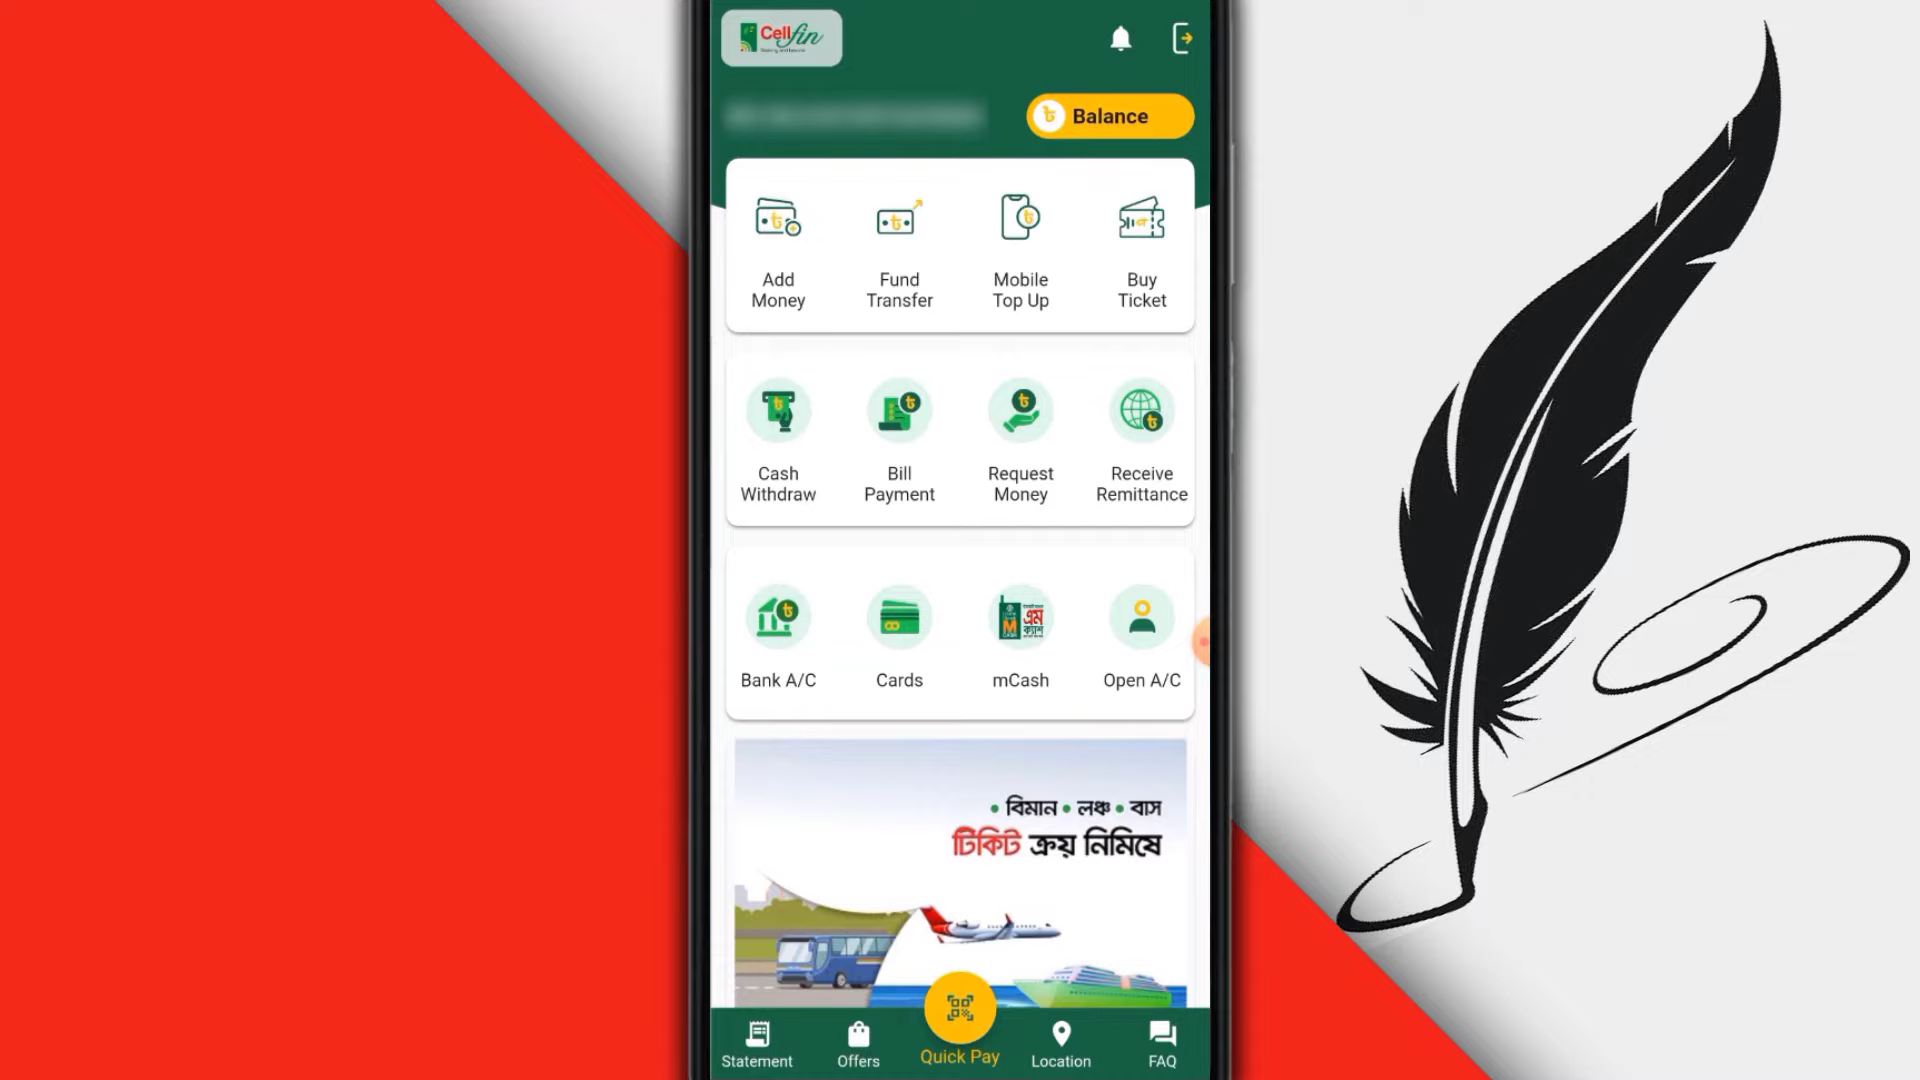 Cellfin
Balance
Add
Money
Fund
Transfer
Mobile
Top Up
Buy
Ticket
Cash
Withdraw
Bill
Payment
Request
Money
Receive
Remittance
M
এম
ক্যাশ
Bank A/C
Cards
mCash
Open A/C
• বিমান • লঞ্চ • বাস
টিকিট ক্রয় নিমিষে
Statement
Offers
Quick Pay
Location
FAQ